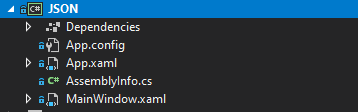 C# JSON
Dependencies
App.config
App.xaml
C# AssemblyInfo.cs
MainWindow.xaml